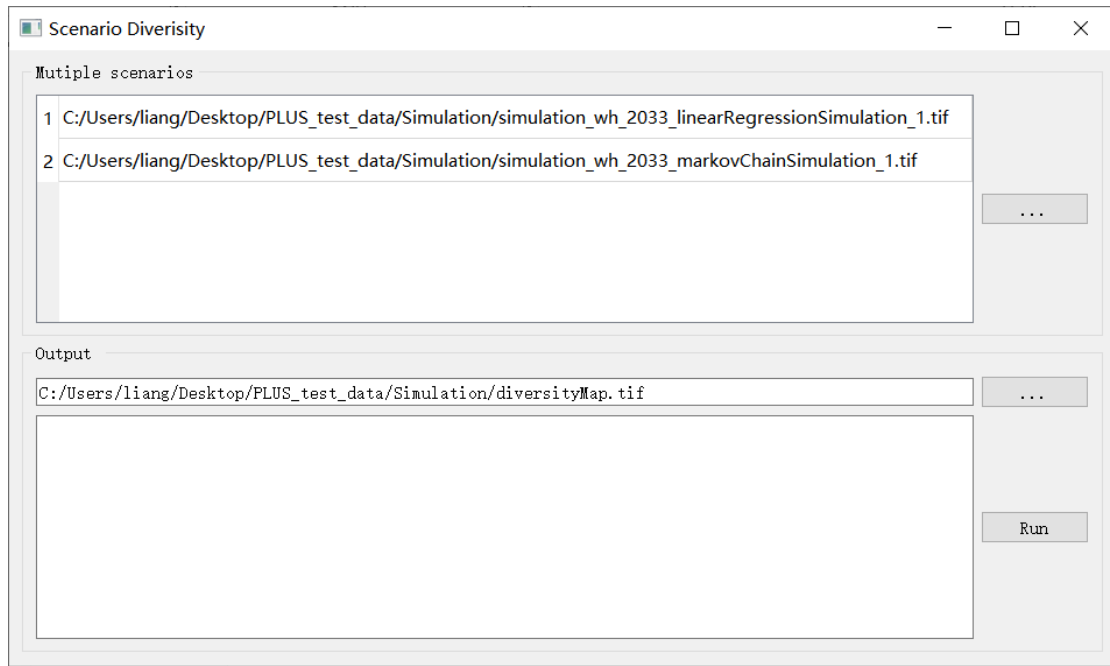 Scenario Diverisity
Mutiple scenarios
1 C:/Users/liang/Desktop/PLUS_test_data/Simulation/simulation_wh_2033_linearRegressionSimulation_1.tif
2 C:/Users/liang/Desktop/PLUS_test_data/Simulation/simulation_wh_2033_markovChainSimulation_1.tif
...
Output
C:/Users/liang/Desktop/PLUS_test_data/Simulation/diversityMap.tif
...
Run